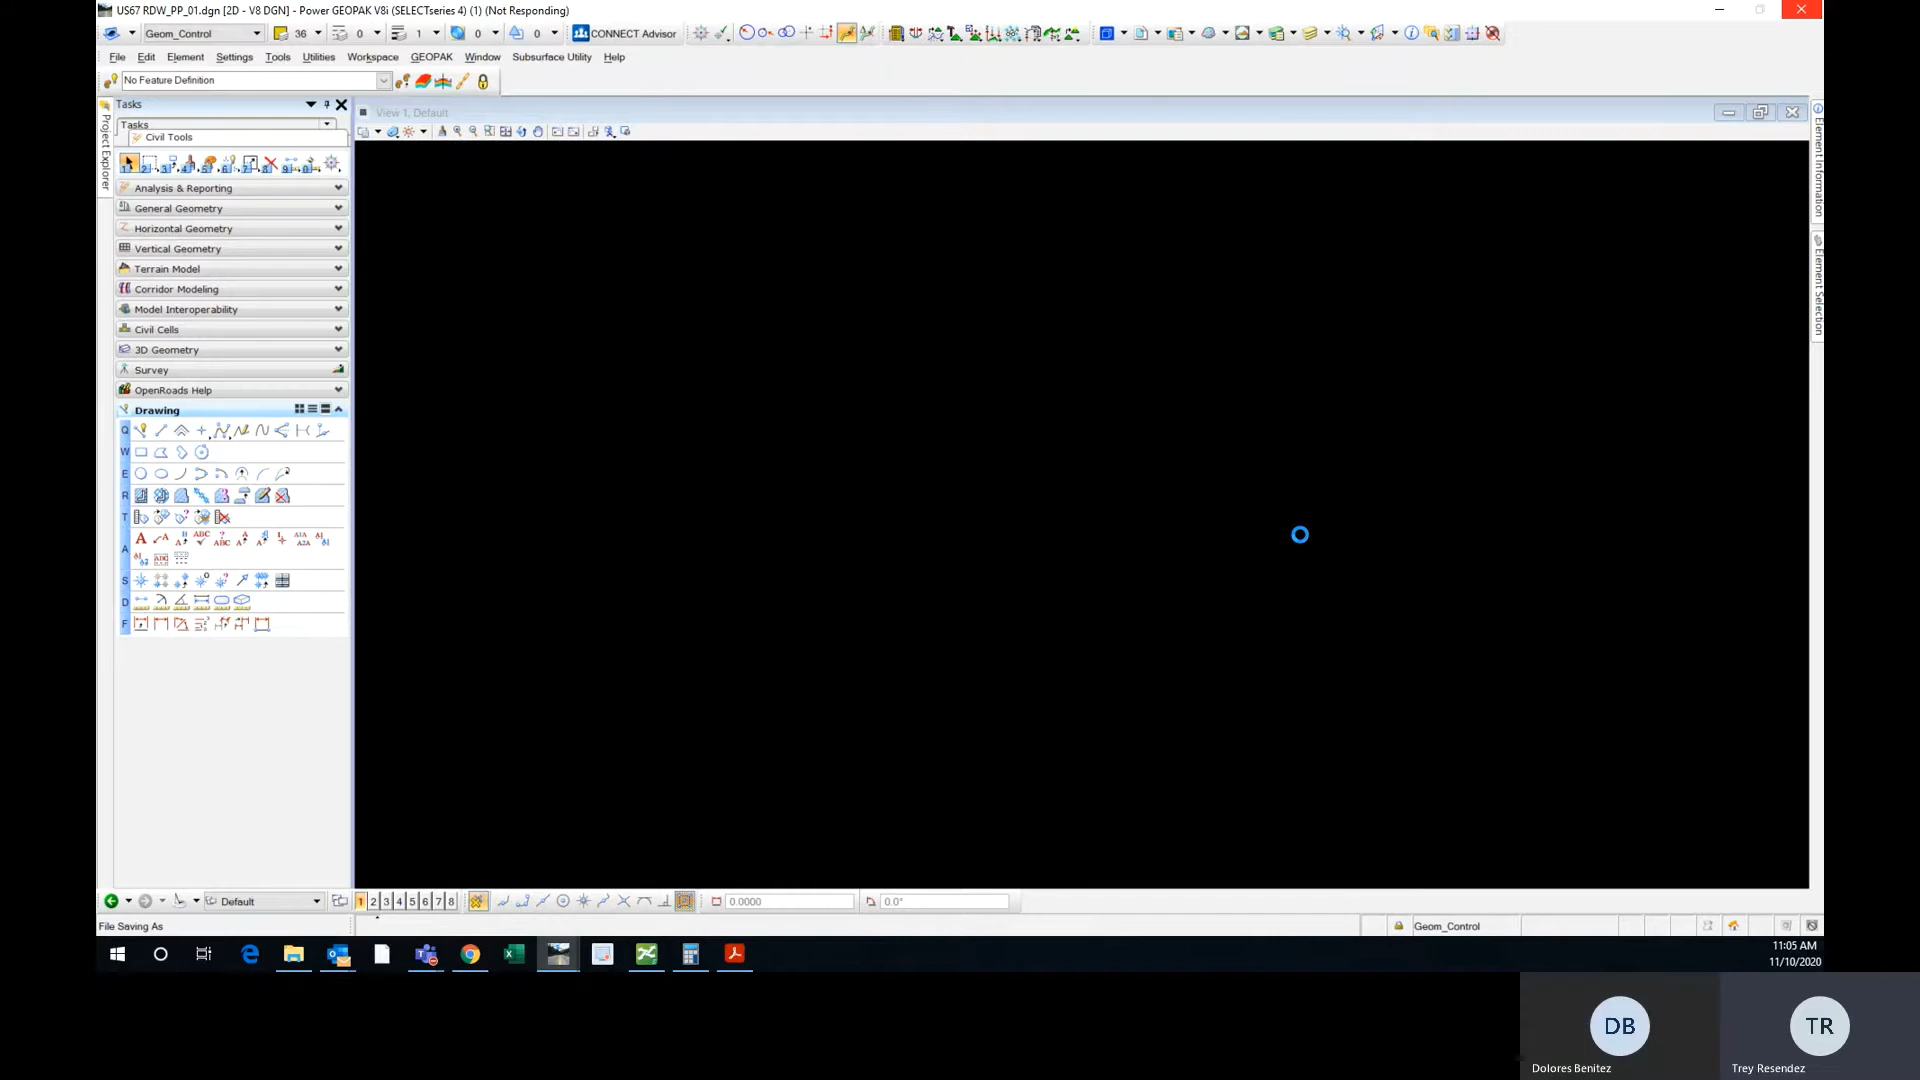 US67 RDW_PP_01.dgn [2D - V8 DGN] - Power GEOPAK V8i (SELECTseries 4) (1) (Not Responding)
Geom_Control 36 0 1 0 0 CONNECT Advisor
File Edit Element Settings Tools Utilities Workspace GEOPAK Window Subsurface Utility Help
No Feature Definition
Tasks
View 1, Default
Tasks
Civil Tools
Project Explorer
Element Information
Element Selection
Analysis & Reporting
General Geometry
Horizontal Geometry
Vertical Geometry
Terrain Model
Corridor Modeling
Model Interoperability
Civil Cells
3D Geometry
Survey
OpenRoads Help
Drawing
Q
W
E
R
T
A
S
D
F
Default 1 2 3 4 5 6 7 8 0.0000 0.0°
File Saving As
Geom_Control
11:05 AM
11/10/2020
DB
TR
Dolores Benitez
Trey Resendez